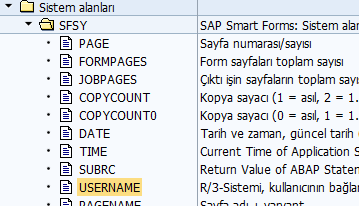 Sistem alanları
SFSY SAP Smart Forms: Sistem alan
PAGE Sayfa numarası/sayısı
FORMPAGES Form sayfaları toplam sayısı
JOBPAGES Çıktı işin sayfaların toplam sayı
COPYCOUNT Kopya sayacı (1 = asıl, 2 = 1.
COPYCOUNT0 Kopya sayacı (0 = asıl, 1 = 1.
DATE Tarih ve zaman, güncel tarih
TIME Current Time of Application S
SUBRC Return Value of ABAP Statem
USERNAME R/3-Sistemi, kullanıcının bağlan
PAGENAME Sayfa adı + varyant